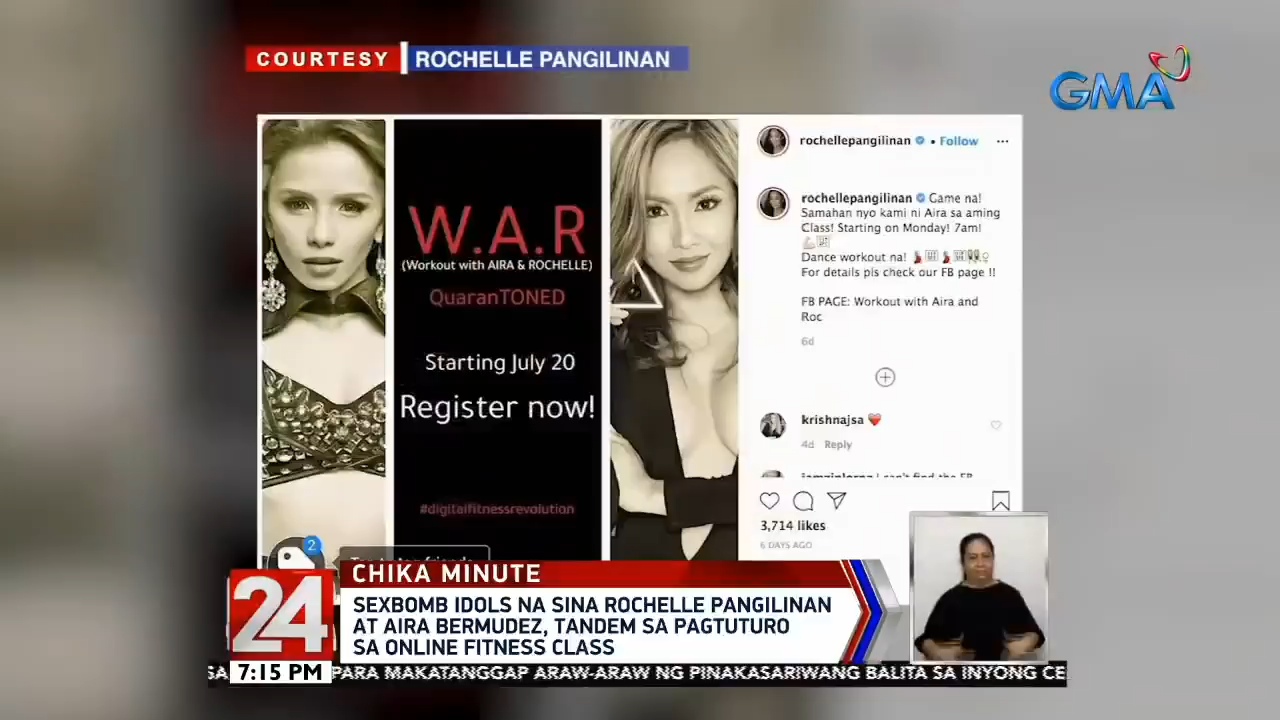 COURTESY
ROCHELLE PANGILINAN
GMA
W.A.R
(Workout with AIRA & ROCHELLE)
QuaranTONED
Starting July 20
Register now!
#digitalfitnessrevolution
2
rochellepangilinan • Follow ...
rochellepangilinan Game na!
Samahan nyo kami ni Aira sa aming
Class! Starting on Monday! 7am!
Dance workout na!
For details pls check our FB page !!
FB PAGE: Workout with Aira and
Roc
6d
krishnajsa ❤️
4d Reply
3,714 likes
6 DAYS AGO
24
CHIKA MINUTE
SEXBOMB IDOLS NA SINA ROCHELLE PANGILINAN
AT AIRA BERMUDEZ, TANDEM SA PAGTUTURO
SA ONLINE FITNESS CLASS
7:15 PM
PARA MAKATANGGAP ARAW-ARAW NG PINAKASARIWANG BALITA SA INYONG